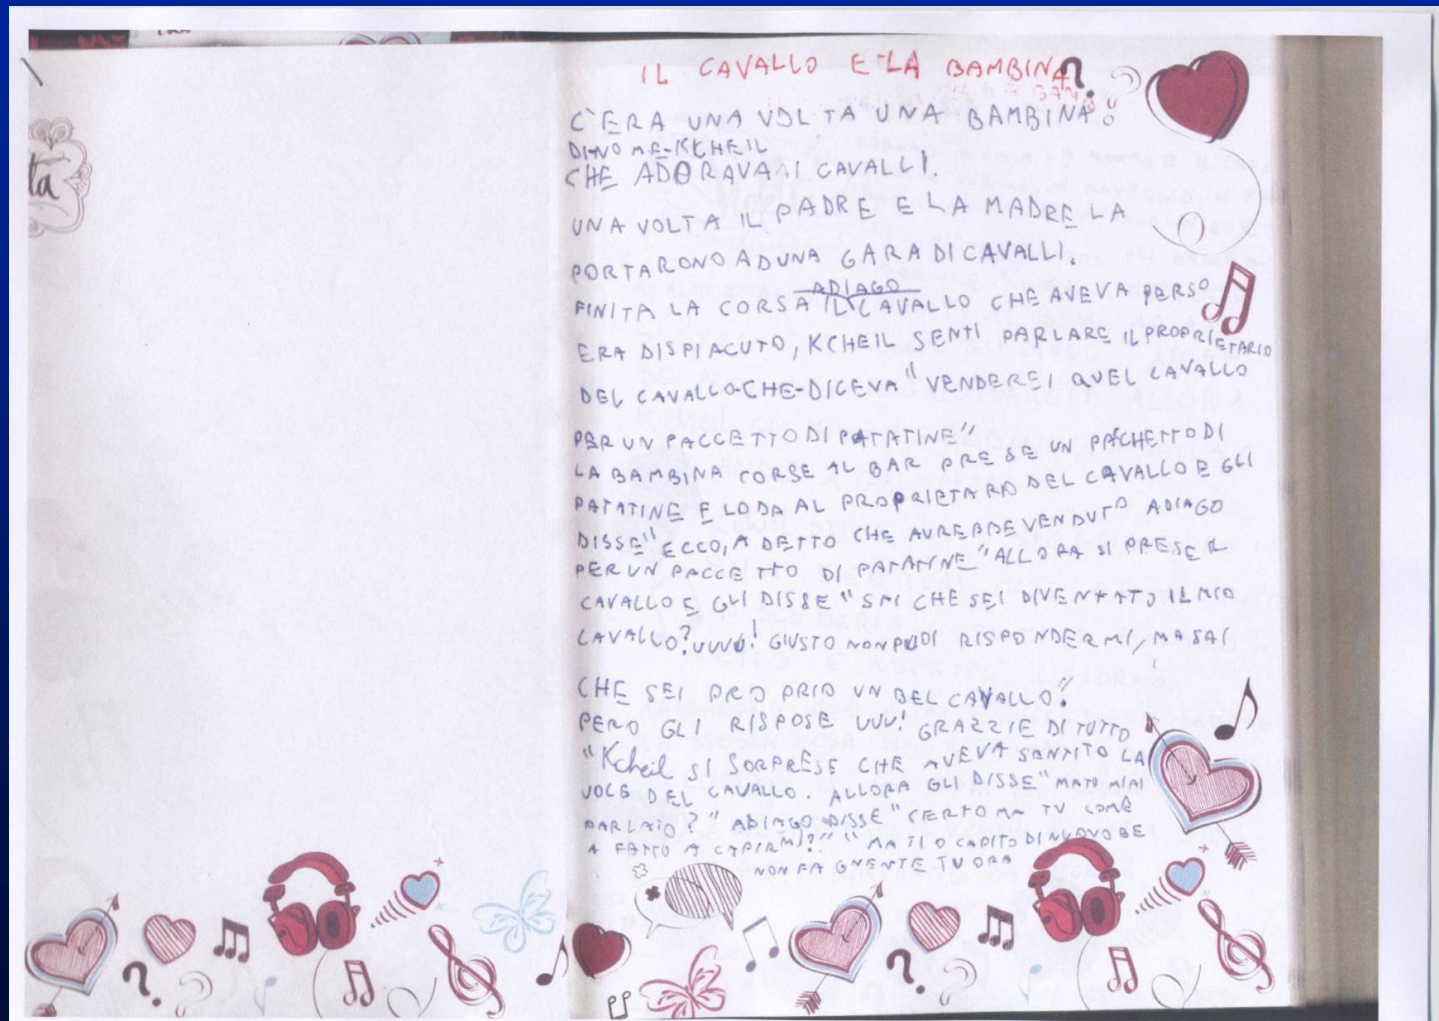 ta
IL CAVALLO E LA BAMBINA
C'ERA UNA VOLTA UNA BAMBINA
DI NOME KCHEIL
CHE ADORAVA I CAVALLI.
UNA VOLTA IL PADRE E LA MADRE LA
PORTARONO AD UNA GARA DI CAVALLI.
ADIAGO
FINITA LA CORSA IL CAVALLO CHE AVEVA PERSO
ERA DISPIACUTO, KCHEIL SENTI PARLARE IL PROPRIETARIO
DEL CAVALLO-CHE-DICEVA "VENDEREI QUEL CAVALLO
PER UN PACCETTO DI PATATINE"
LA BAMBINA CORSE AL BAR PRESE UN PACHETTO DI
PATATINE E LO DA AL PROPRIETARO DEL CAVALLO E GLI
DISSE "ECCO, A DETTO CHE AVREBBE VENDUTO ADIAGO
PER UN PACCETTO DI PATATINE" ALLORA SI PRESE IL
CAVALLO E GLI DISSE "SAI CHE SEI DIVENTATO IL MIO
CAVALLO? UUUU! GIUSTO NON PUOI RISPONDERMI, MA SAI
CHE SEI PROPRIO UN BEL CAVALLO."
PERO GLI RISPOSE UUU! GRAZZIE DI TUTTO
"Kcheil SI SORPRESE CHE AVEVA SENTITO LA
VOCE DEL CAVALLO. ALLORA GLI DISSE "MA TU MIAI
PARLATO?" ADIAGO DISSE "CERTO MA TU COME
A FATTO A CAPIRMI?" "MA TI O CAPITO DI NUOVO BE
NON FA GNENTE TU ORA